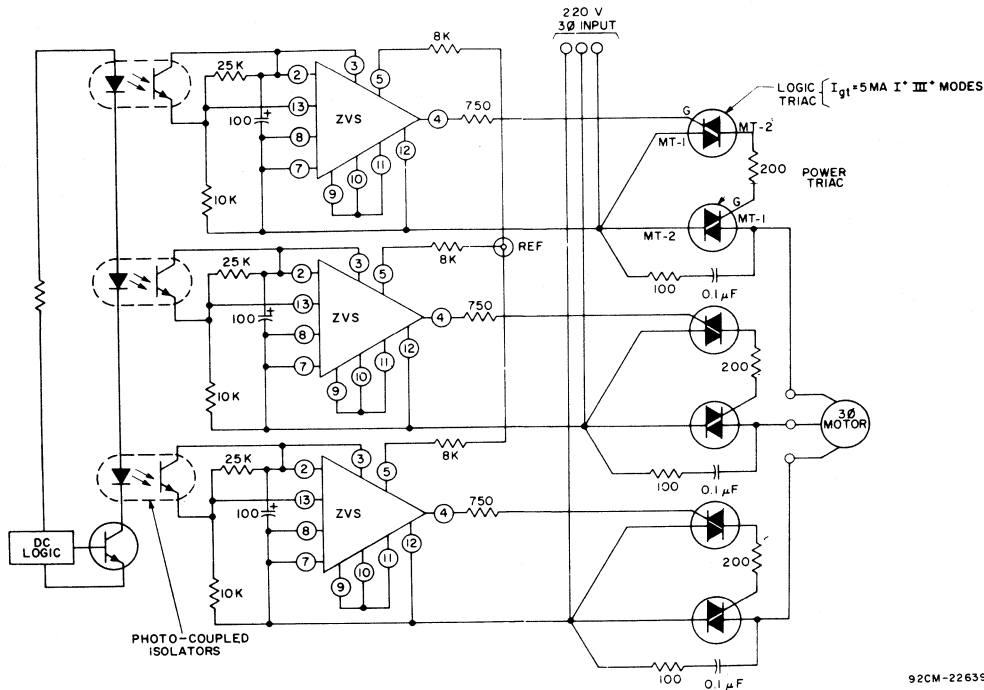 220 V
3Ø INPUT
8K
25K
2
3
5
13
100
+
ZVS
4
750
8
12
7
11
10
9
10K
G
MT-1
MT-2
LOGIC TRIAC { Igt=5MA I+ III+ MODES
200
POWER TRIAC
G
MT-1
MT-2
100
0.1µF
REF
8K
25K
2
3
5
13
100
+
ZVS
4
750
8
12
7
11
10
9
10K
200
100
0.1µF
3Ø
MOTOR
8K
25K
2
3
5
13
100
+
ZVS
4
750
8
12
7
11
10
9
10K
200
100
0.1µF
DC
LOGIC
PHOTO-COUPLED
ISOLATORS
92CM-22639